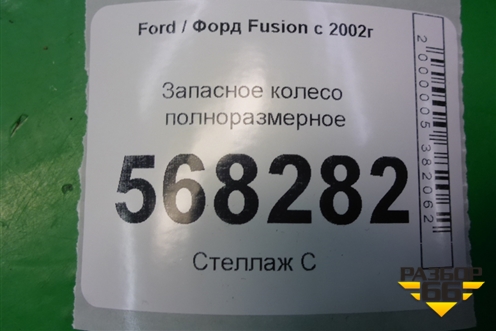 Ford / Форд Fusion с 2002г
Запасное колесо
полноразмерное
568282
Стеллаж С
2000005382062
РАЗБОР
66